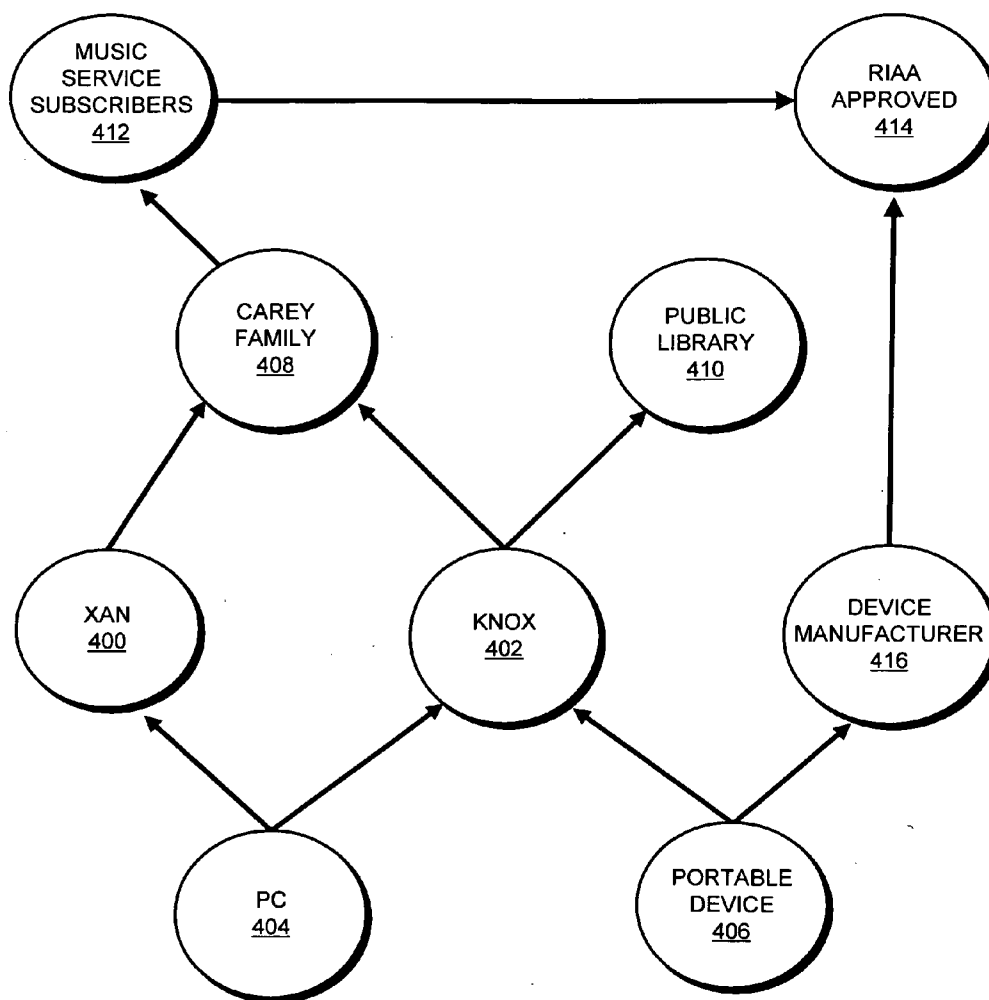 MUSIC
SERVICE
SUBSCRIBERS
412
RIAA
APPROVED
414
CAREY
FAMILY
408
PUBLIC
LIBRARY
410
XAN
400
KNOX
402
DEVICE
MANUFACTURER
416
PC
404
PORTABLE
DEVICE
406